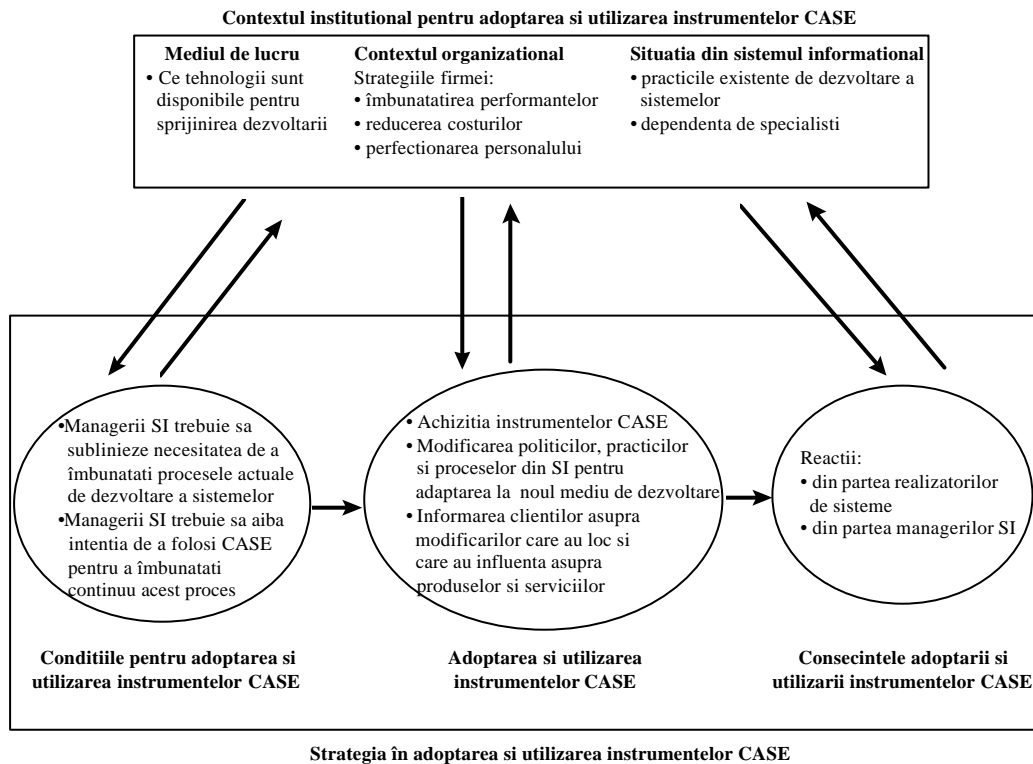 Contextul institutional pentru adoptarea si utilizarea instrumentelor CASE
Mediul de lucru
• Ce tehnologii sunt
disponibile pentru
sprijinirea dezvoltarii
Contextul organizational
Strategiile firmei:
• îmbunatatirea performantelor
• reducerea costurilor
• perfectionarea personalului
Situatia din sistemul informational
• practicile existente de dezvoltare a
sistemelor
• dependenta de specialisti
•Managerii SI trebuie sa
sublinieze necesitatea de a
îmbunatati procesele actuale
de dezvoltare a sistemelor
•Managerii SI trebuie sa aiba
intentia de a folosi CASE
pentru a îmbunatati
continuu acest proces
• Achizitia instrumentelor CASE
• Modificarea politicilor, practicilor
si proceselor din SI pentru
adaptarea la noul mediu de dezvoltare
• Informarea clientilor asupra
modificarilor care au loc si
care au influenta asupra
produselor si serviciilor
Reactii:
• din partea realizatorilor
de sisteme
• din partea managerilor SI
Conditiile pentru adoptarea si
utilizarea instrumentelor CASE
Adoptarea si utilizarea
instrumentelor CASE
Consecintele adoptarii si
utilizarii instrumentelor CASE
Strategia în adoptarea si utilizarea instrumentelor CASE